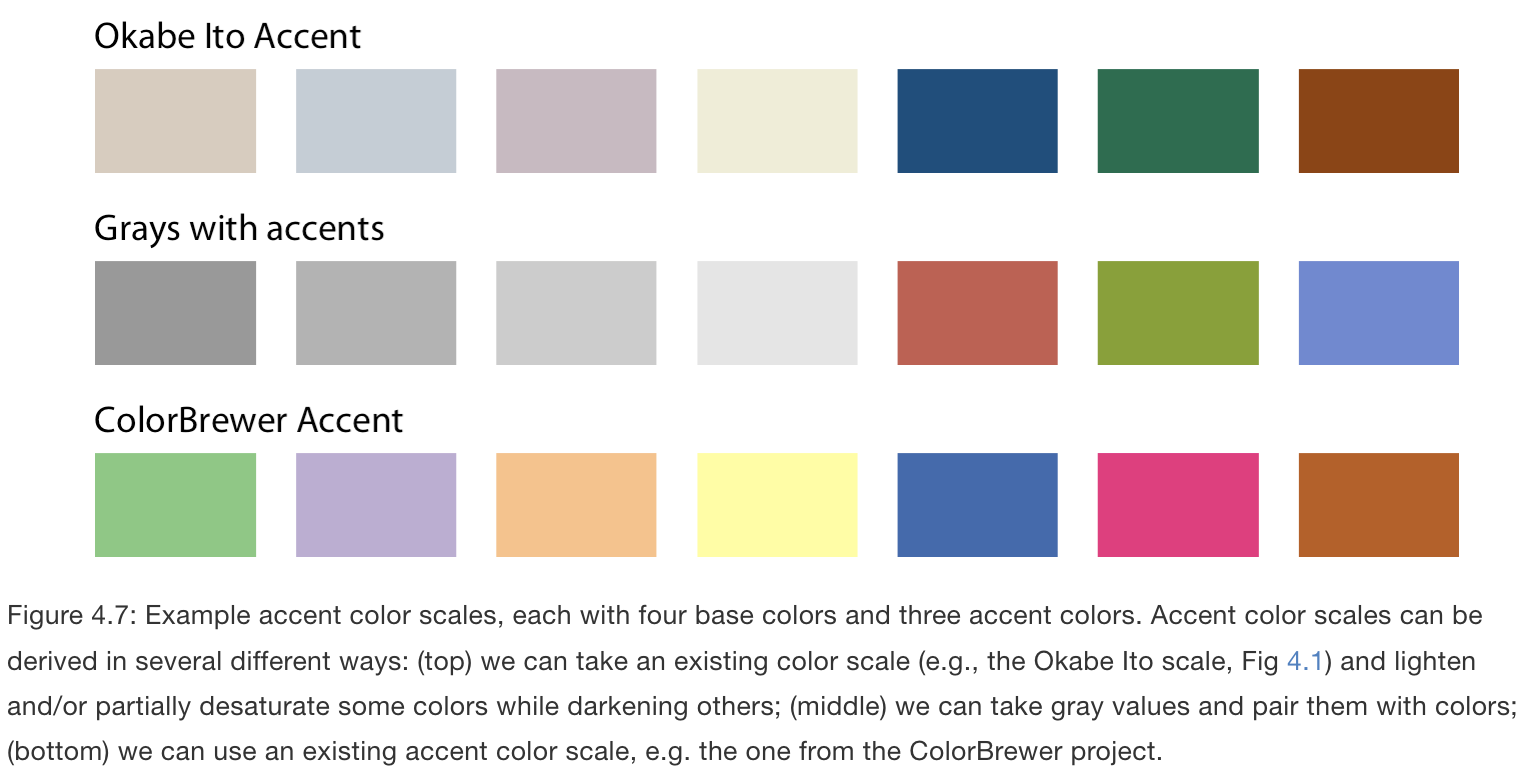 Okabe Ito Accent
Grays with accents
ColorBrewer Accent
Figure 4.7: Example accent color scales, each with four base colors and three accent colors. Accent color scales can be
derived in several different ways: (top) we can take an existing color scale (e.g., the Okabe Ito scale, Fig 4.1) and lighten
and/or partially desaturate some colors while darkening others; (middle) we can take gray values and pair them with colors;
(bottom) we can use an existing accent color scale, e.g. the one from the ColorBrewer project.